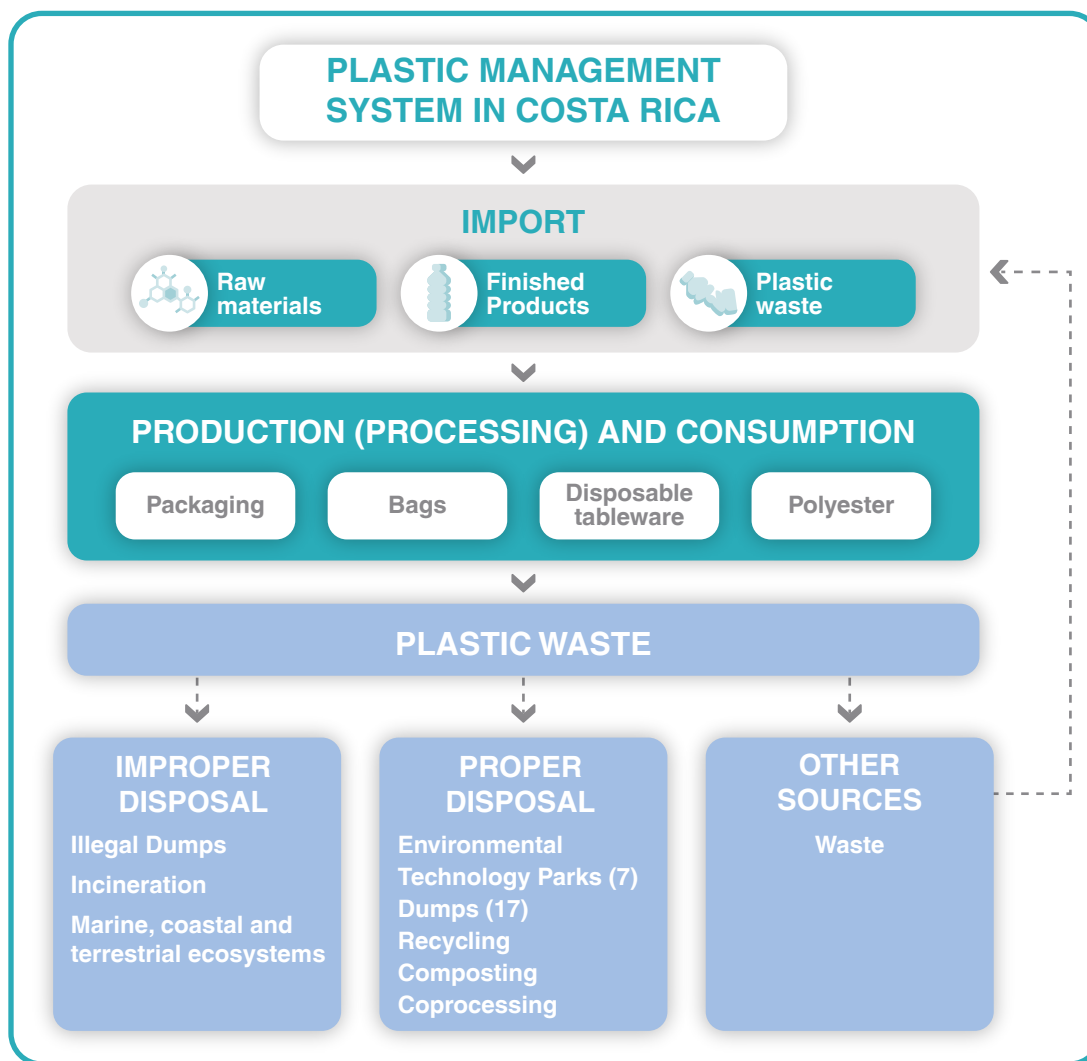 PLASTIC MANAGEMENT
SYSTEM IN COSTA RICA
IMPORT
Raw
materials
Finished
Products
Plastic
waste
PRODUCTION (PROCESSING) AND CONSUMPTION
Packaging
Bags
Disposable
tableware
Polyester
PLASTIC WASTE
IMPROPER
DISPOSAL
Illegal Dumps
Incineration
Marine, coastal and
terrestrial ecosystems
PROPER
DISPOSAL
Environmental
Technology Parks (7)
Dumps (17)
Recycling
Composting
Coprocessing
OTHER
SOURCES
Waste